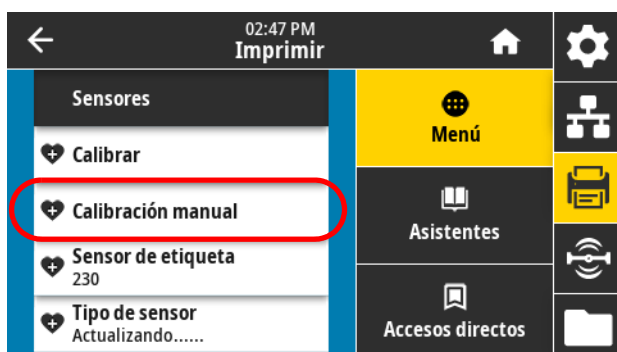 02:47 PM
Imprimir
Sensores
Calibrar
Calibración manual
Sensor de etiqueta
230
Tipo de sensor
Actualizando......
Menú
Asistentes
Accesos directos